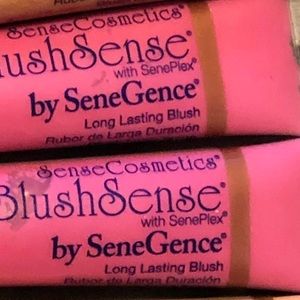 SenseCosmetics®
BlushSense®
with SenePlex®
by SeneGence®
Long Lasting Blush
Rubor de Larga Duración
SenseCosmetics®
BlushSense®
with SenePlex®
by SeneGence®
Long Lasting Blush
Rubor de Larga Duración